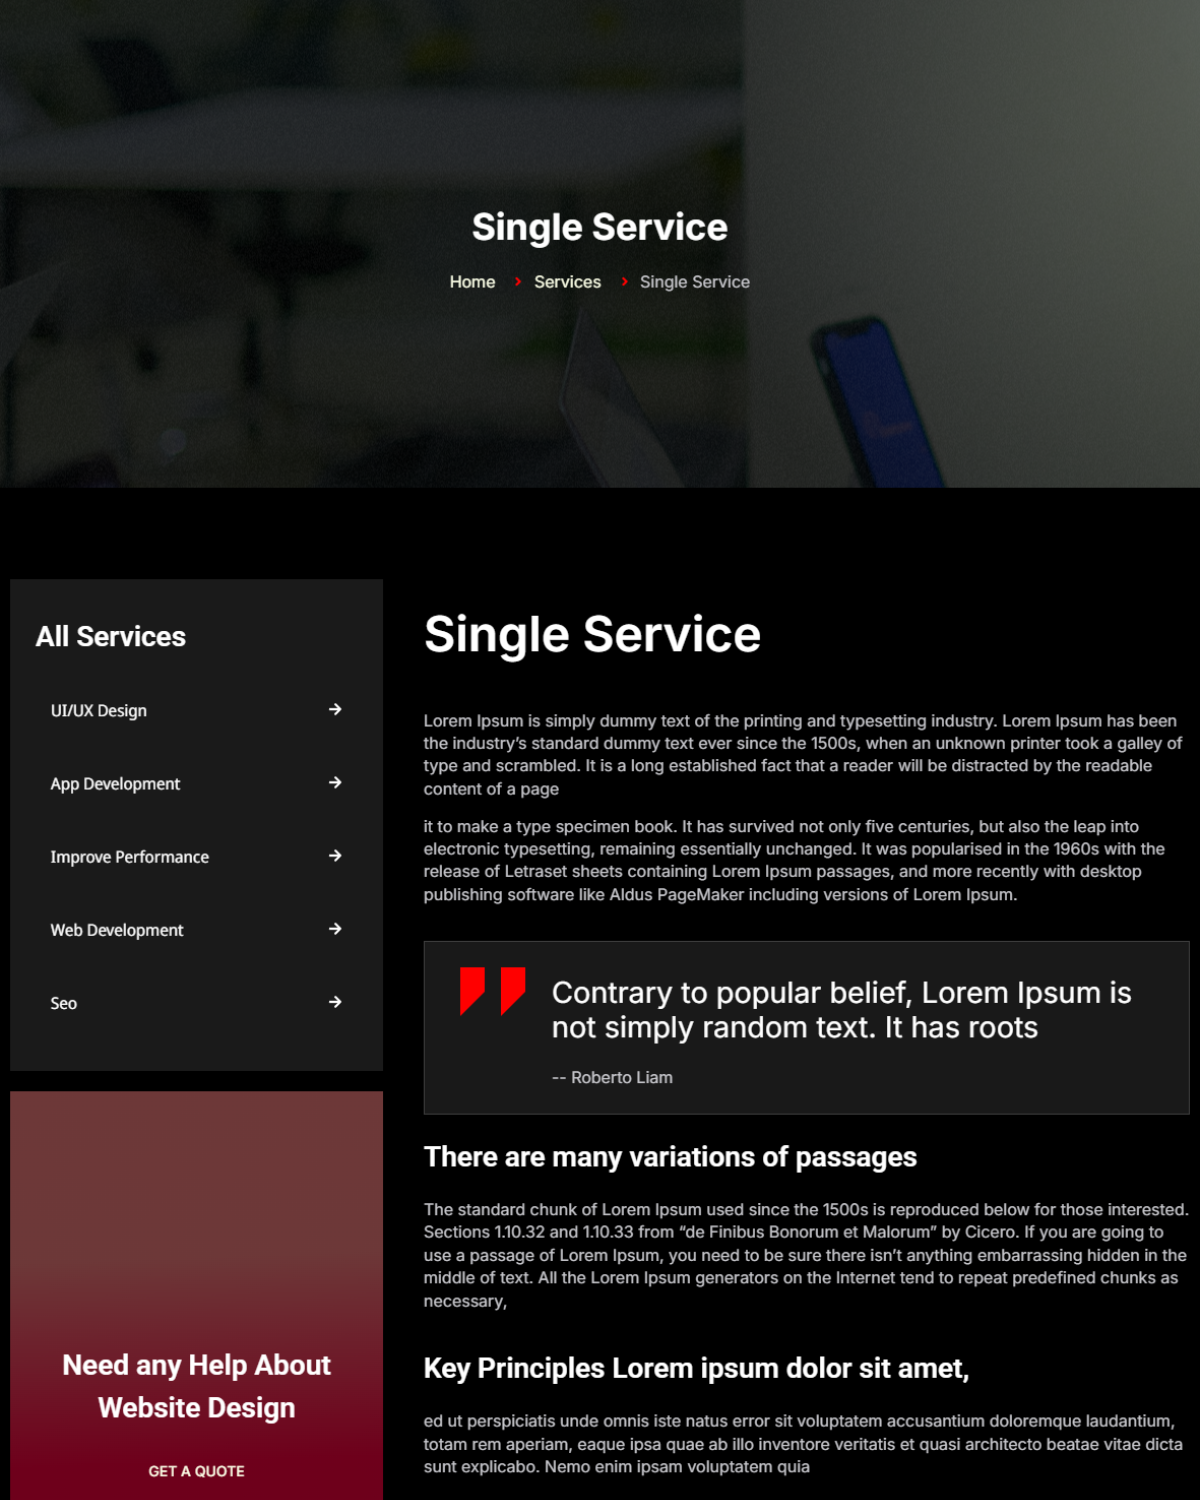 Single Service
Home
Services
Single Service
All Services
UI/UX Design
App Development
Improve Performance
Web Development
Seo
Need any Help About
Website Design
GET A QUOTE
Single Service
Lorem Ipsum is simply dummy text of the printing and typesetting industry. Lorem Ipsum has been
the industry’s standard dummy text ever since the 1500s, when an unknown printer took a galley of
type and scrambled. It is a long established fact that a reader will be distracted by the readable
content of a page
it to make a type specimen book. It has survived not only five centuries, but also the leap into
electronic typesetting, remaining essentially unchanged. It was popularised in the 1960s with the
release of Letraset sheets containing Lorem Ipsum passages, and more recently with desktop
publishing software like Aldus PageMaker including versions of Lorem Ipsum.
Contrary to popular belief, Lorem Ipsum is
not simply random text. It has roots
-- Roberto Liam
There are many variations of passages
The standard chunk of Lorem Ipsum used since the 1500s is reproduced below for those interested.
Sections 1.10.32 and 1.10.33 from “de Finibus Bonorum et Malorum” by Cicero. If you are going to
use a passage of Lorem Ipsum, you need to be sure there isn’t anything embarrassing hidden in the
middle of text. All the Lorem Ipsum generators on the Internet tend to repeat predefined chunks as
necessary,
Key Principles Lorem ipsum dolor sit amet,
ed ut perspiciatis unde omnis iste natus error sit voluptatem accusantium doloremque laudantium,
totam rem aperiam, eaque ipsa quae ab illo inventore veritatis et quasi architecto beatae vitae dicta
sunt explicabo. Nemo enim ipsam voluptatem quia